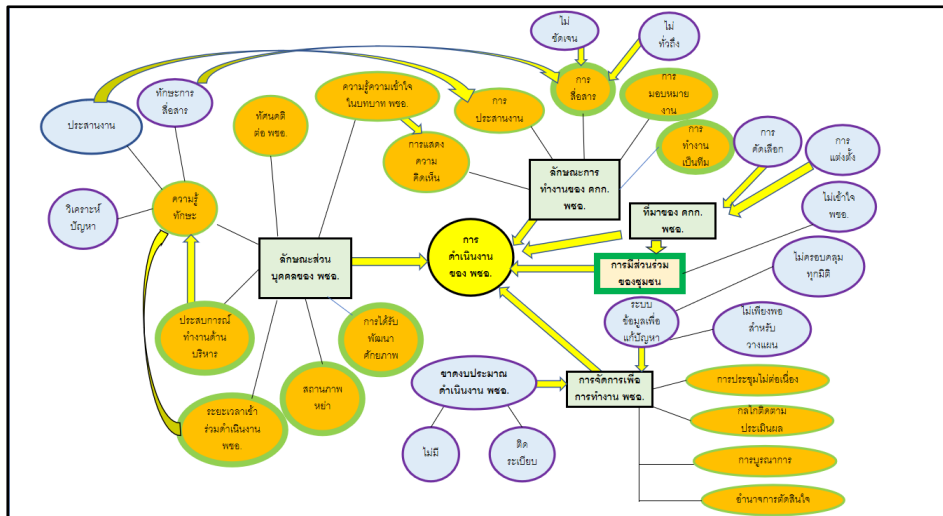 ไม่
ชัดเจน
ไม่
ทั่วถึง
การ
สื่อสาร
การ
มอบหมาย
งาน
ทักษะการ
สื่อสาร
ความรู้ความเข้าใจ
ในบทบาท พชอ.
การ
ประสานงาน
ประสานงาน
ทัศนคติ
ต่อ พชอ.
การแสดง
ความ
คิดเห็น
การ
ทำงาน
เป็นทีม
การ
คัดเลือก
การ
แต่งตั้ง
ลักษณะการ
ทำงานของ คกก.
พชอ.
ที่มาของ คกก.
พชอ.
ไม่เข้าใจ
พชอ.
วิเคราะห์
ปัญหา
ความรู้
ทักษะ
ลักษณะส่วน
บุคคลของ พชอ.
การ
ดำเนินงาน
ของ พชอ.
การมีส่วนร่วม
ของชุมชน
ไม่ครอบคลุม
ทุกมิติ
ระบบ
ข้อมูลเพื่อ
แก้ปัญหา
ไม่เพียงพอ
สำหรับ
วางแผน
ประสบการณ์
ทำงานด้าน
บริหาร
การได้รับ
พัฒนา
ศักยภาพ
สถานภาพ
หย่า
ระยะเวลาเข้า
ร่วมดำเนินงาน
พชอ.
ขาดงบประมาณ
ดำเนินงาน พชอ.
การจัดการเพื่อ
การทำงาน พชอ.
การประชุมไม่ต่อเนื่อง
กลไกติดตาม
ประเมินผล
ไม่มี
ติด
ระเบียบ
การบูรณาการ
อำนาจการตัดสินใจ